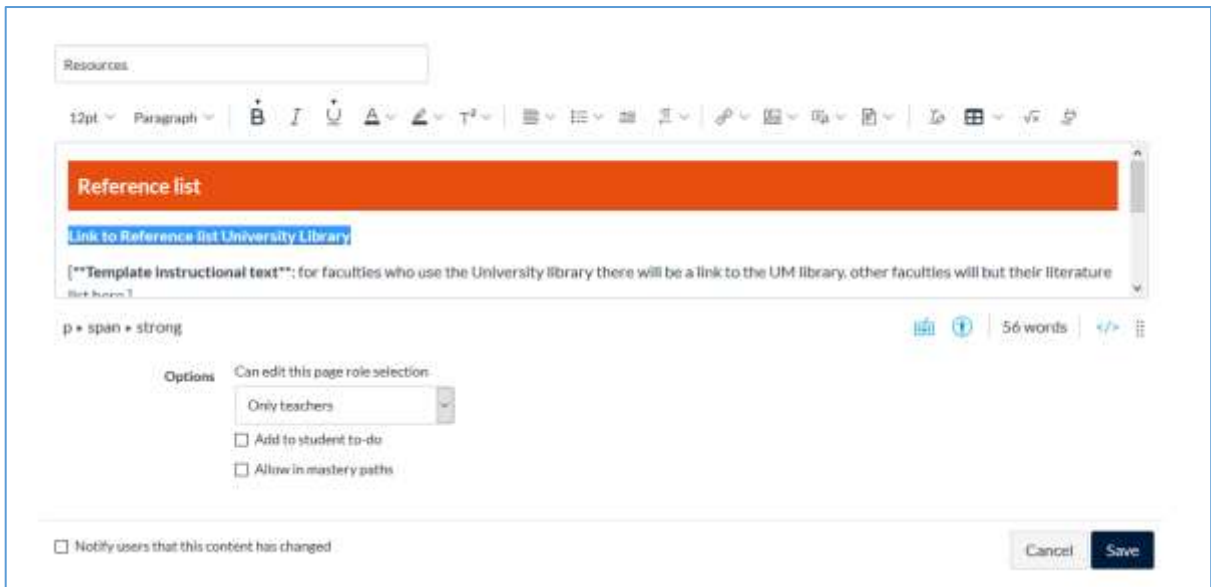 Resources
12pt Paragraph B I U A T²
Reference list
Link to Reference list University Library
[**Template instructional text**: for faculties who use the University library there will be a link to the UM library, other faculties will but their literature
list here.]
p ▸ span ▸ strong 56 words </>
Options Can edit this page role selection
Only teachers
Add to student to-do
Allow in mastery paths
Notify users that this content has changed
Cancel Save